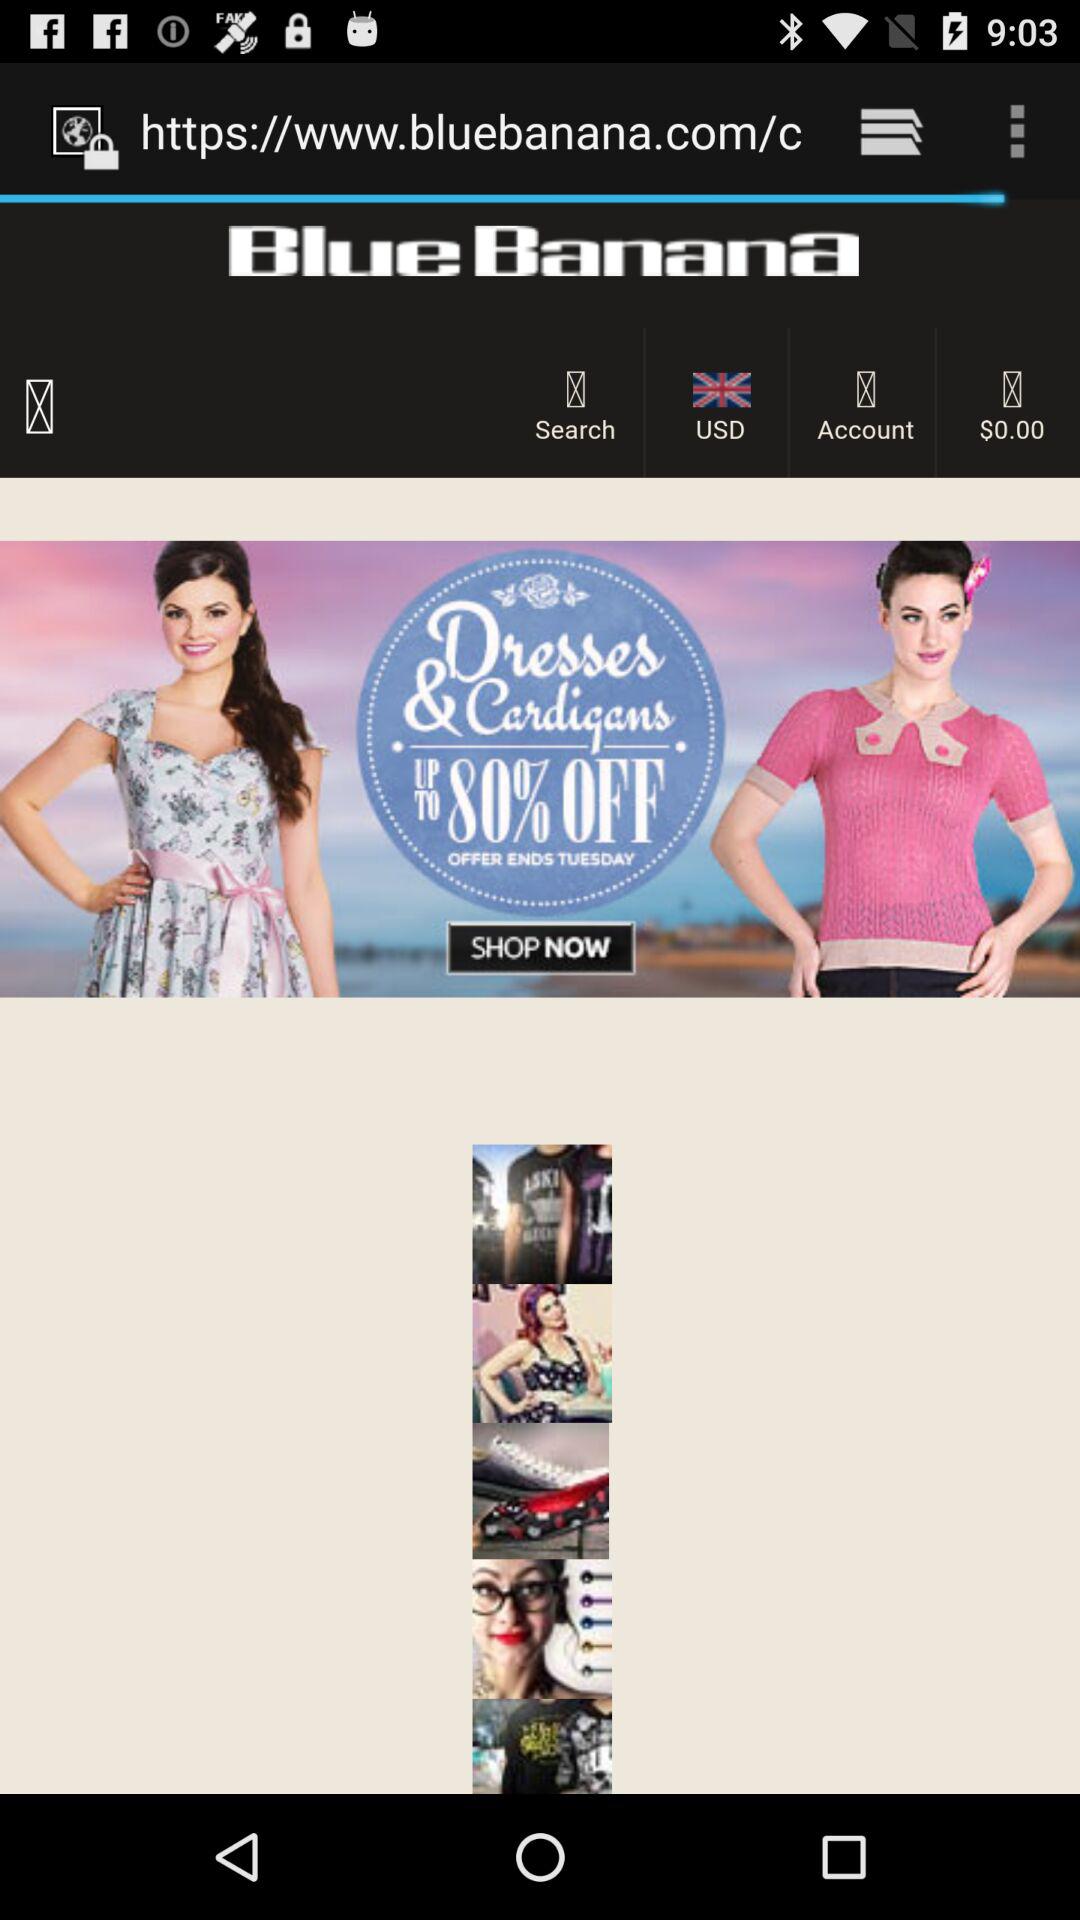 FAKE
9:03
https://www.bluebanana.com/c
Blue Banana
Search
USD
Account
$0.00
Dresses
& Cardigans
UP TO 80% OFF
OFFER ENDS TUESDAY
SHOP NOW